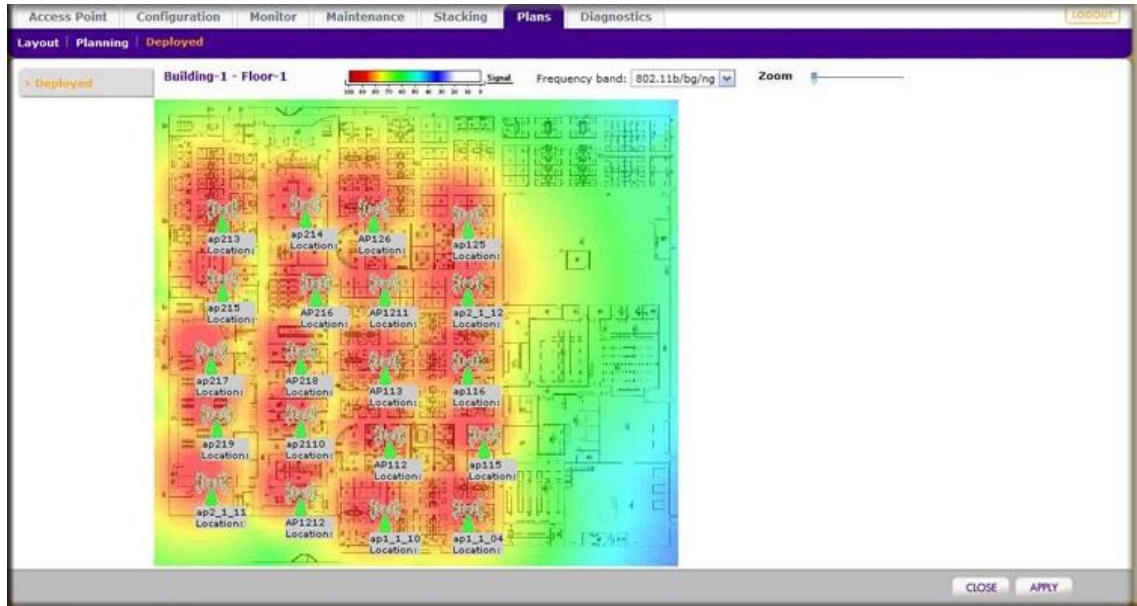 Access Point Configuration Monitor Maintenance Stacking Plans Diagnostics LOGOUT
Layout Planning Deployed
> Deployed
Building-1 - Floor-1
Signal
Frequency band: 802.11b/bg/ng
Zoom
ap213
Location:
ap214
Location:
AP126
Location:
ap125
Location:
ap215
Location:
AP216
Location:
AP1211
Location:
ap2_1_12
Location:
ap217
Location:
AP218
Location:
AP113
Location:
ap116
Location:
ap219
Location:
ap2110
Location:
AP112
Location:
ap115
Location:
ap2_1_11
Location:
AP1212
Location:
ap1_1_10
Location:
ap1_1_04
Location:
CLOSE APPLY